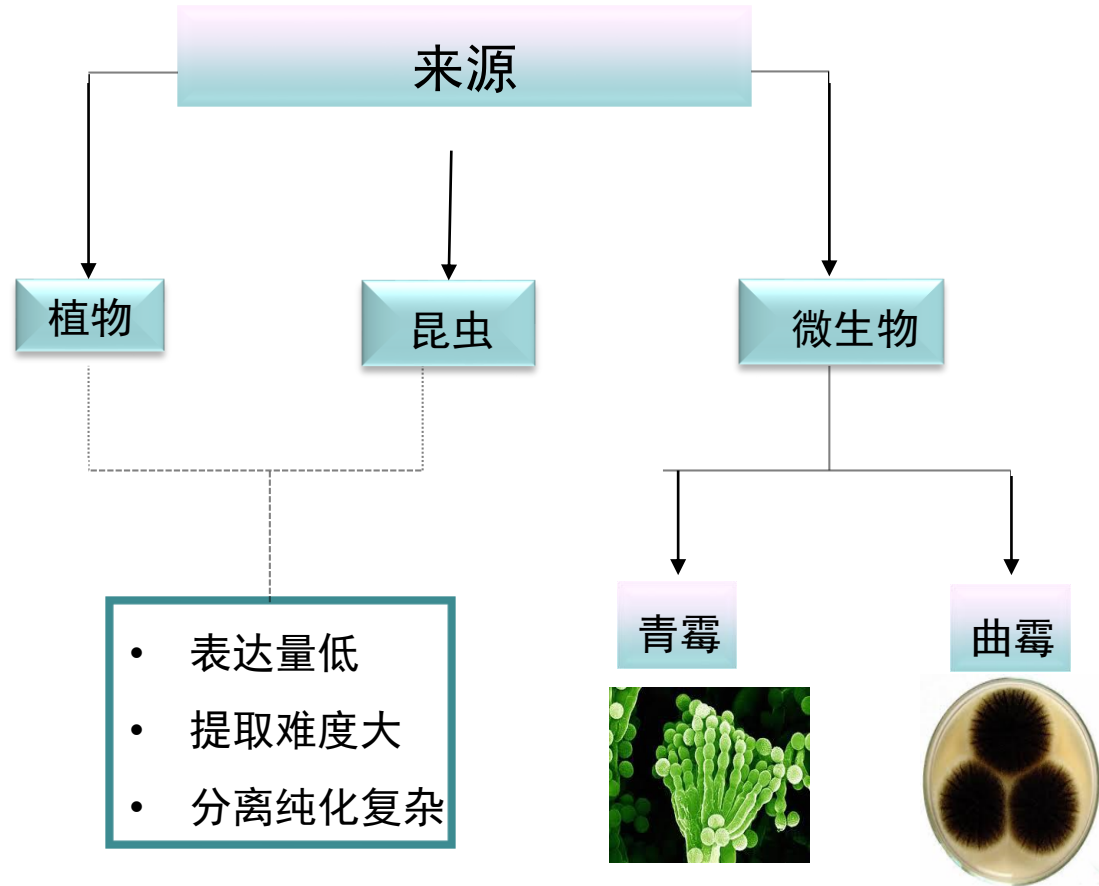 来源
植物
昆虫
微生物
• 表达量低
• 提取难度大
• 分离纯化复杂
青霉
曲霉